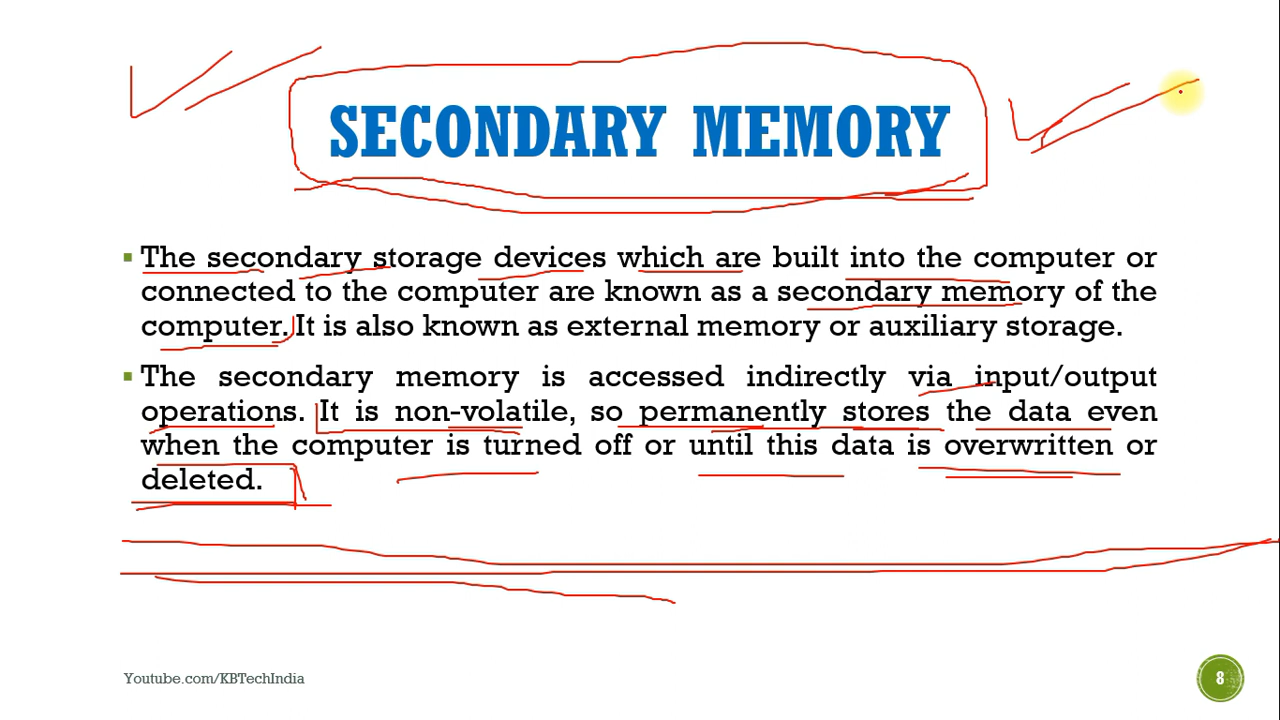 SECONDARY MEMORY
▪ The secondary storage devices which are built into the computer or
connected to the computer are known as a secondary memory of the
computer. It is also known as external memory or auxiliary storage.
▪ The secondary memory is accessed indirectly via input/output
operations. It is non-volatile, so permanently stores the data even
when the computer is turned off or until this data is overwritten or
deleted.
Youtube.com/KBTechIndia
8